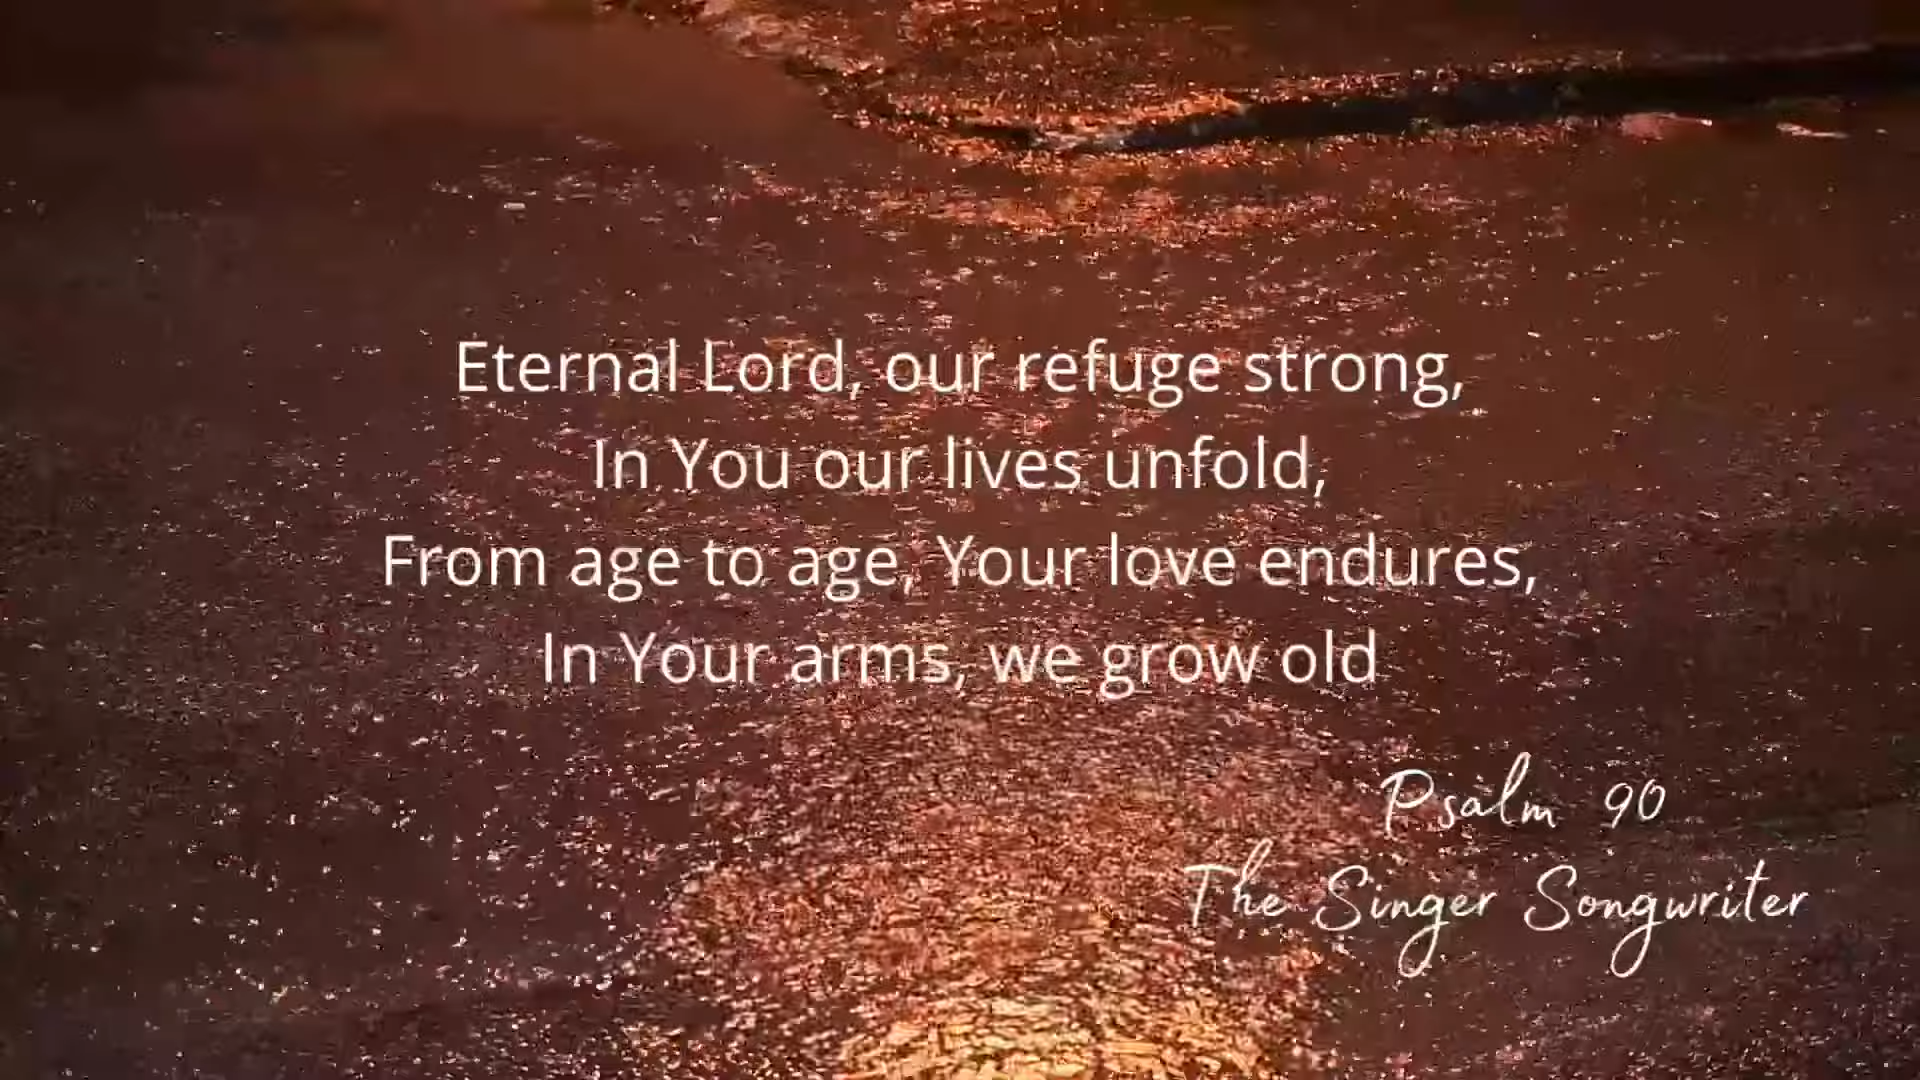 Eternal Lord, our refuge strong,
In You our lives unfold,
From age to age, Your love endures,
In Your arms, we grow old
Psalm 90
The Singer Songwriter